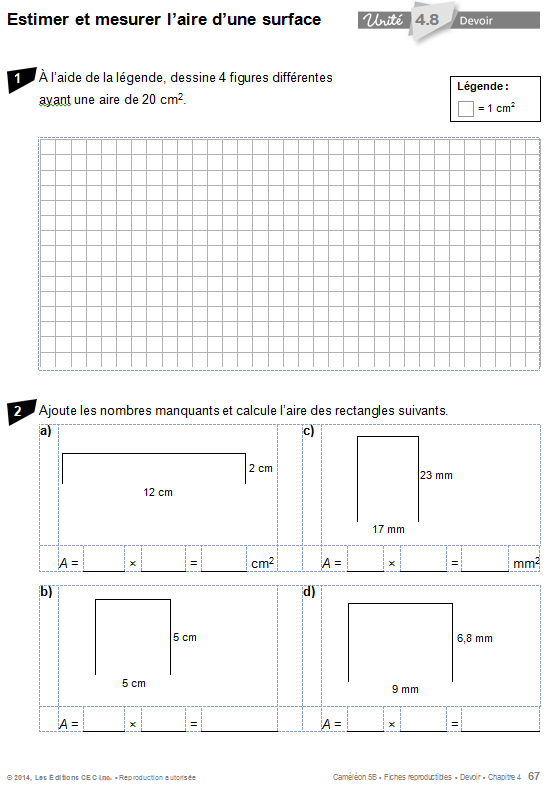 Estimer et mesurer l'aire d'une surface
Unité 4.8 Devoir
1 À l'aide de la légende, dessine 4 figures différentes
ayant une aire de 20 cm².
Légende :
= 1 cm²
2 Ajoute les nombres manquants et calcule l'aire des rectangles suivants.
a)
2 cm
12 cm
A = × = cm²
c)
23 mm
17 mm
A = × = mm²
b)
5 cm
5 cm
A = × =
d)
6,8 mm
9 mm
A = × =
© 2014, Les Éditions CEC inc. • Reproduction autorisée
Caméléon 5B • Fiches reproductibles • Devoir • Chapitre 4 67